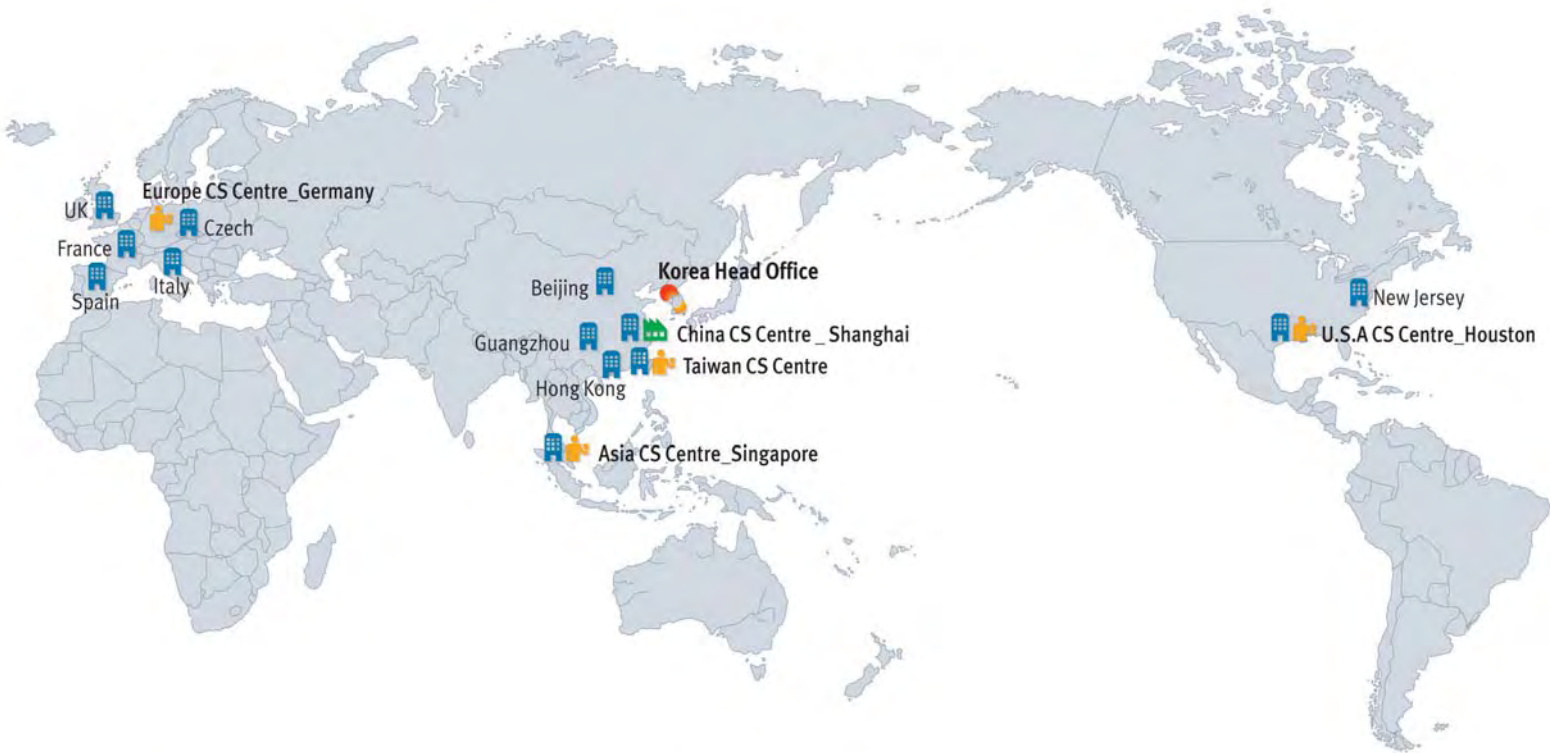 Europe CS Centre_Germany
UK
Czech
France
Italy
Spain
Korea Head Office
Beijing
China CS Centre _ Shanghai
Guangzhou
Taiwan CS Centre
Hong Kong
Asia CS Centre_Singapore
New Jersey
U.S.A CS Centre_Houston